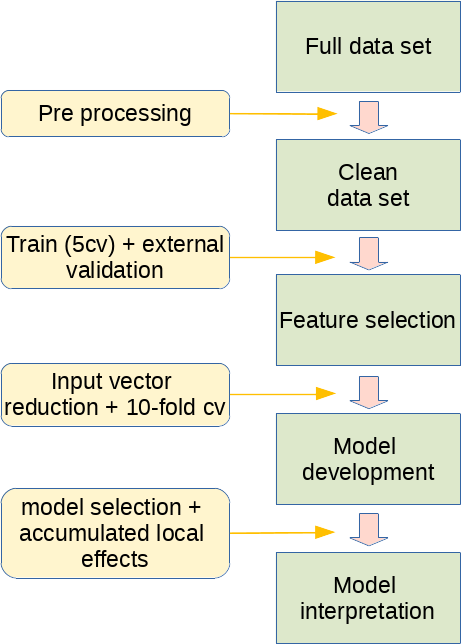 Full data set
Pre processing
Clean
data set
Train (5cv) + external
validation
Feature selection
Input vector
reduction + 10-fold cv
Model
development
model selection +
accumulated local
effects
Model
interpretation